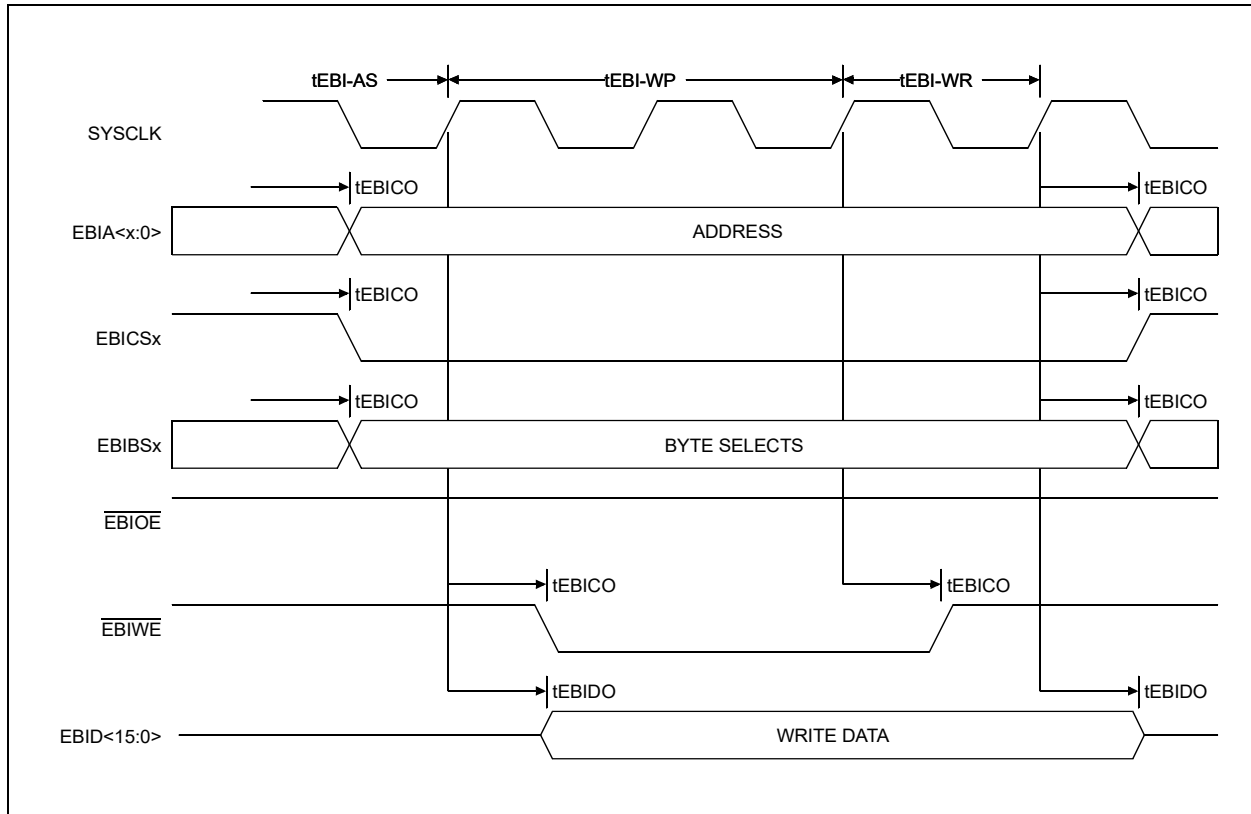 tEBI-AS tEBI-WP tEBI-WR
SYSCLK
tEBICO tEBICO
EBIA<x:0> ADDRESS
tEBICO tEBICO
EBICSx
tEBICO tEBICO
EBIBSx BYTE SELECTS
EBIOE
tEBICO tEBICO
EBIWE
tEBIDO tEBIDO
EBID<15:0> WRITE DATA